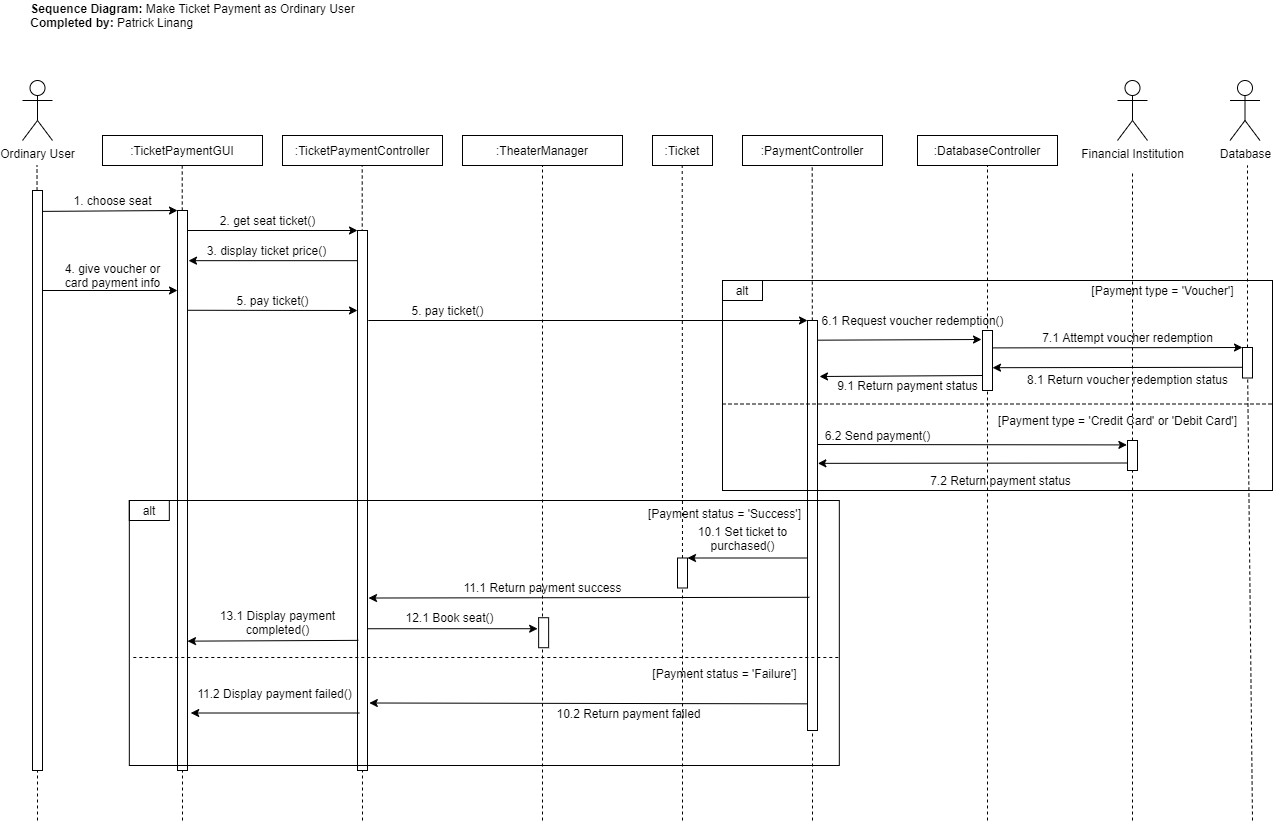 Sequence Diagram: Make Ticket Payment as Ordinary User
Completed by: Patrick Linang
Ordinary User
:TicketPaymentGUI
:TicketPaymentController
:TheaterManager
:Ticket
:PaymentController
:DatabaseController
Financial Institution
Database
1. choose seat
2. get seat ticket()
3. display ticket price()
4. give voucher or
card payment info
5. pay ticket()
5. pay ticket()
alt
[Payment type = 'Voucher']
6.1 Request voucher redemption()
7.1 Attempt voucher redemption
8.1 Return voucher redemption status
9.1 Return payment status
[Payment type = 'Credit Card' or 'Debit Card']
6.2 Send payment()
7.2 Return payment status
alt
[Payment status = 'Success']
10.1 Set ticket to
purchased()
11.1 Return payment success
12.1 Book seat()
13.1 Display payment
completed()
[Payment status = 'Failure']
11.2 Display payment failed()
10.2 Return payment failed